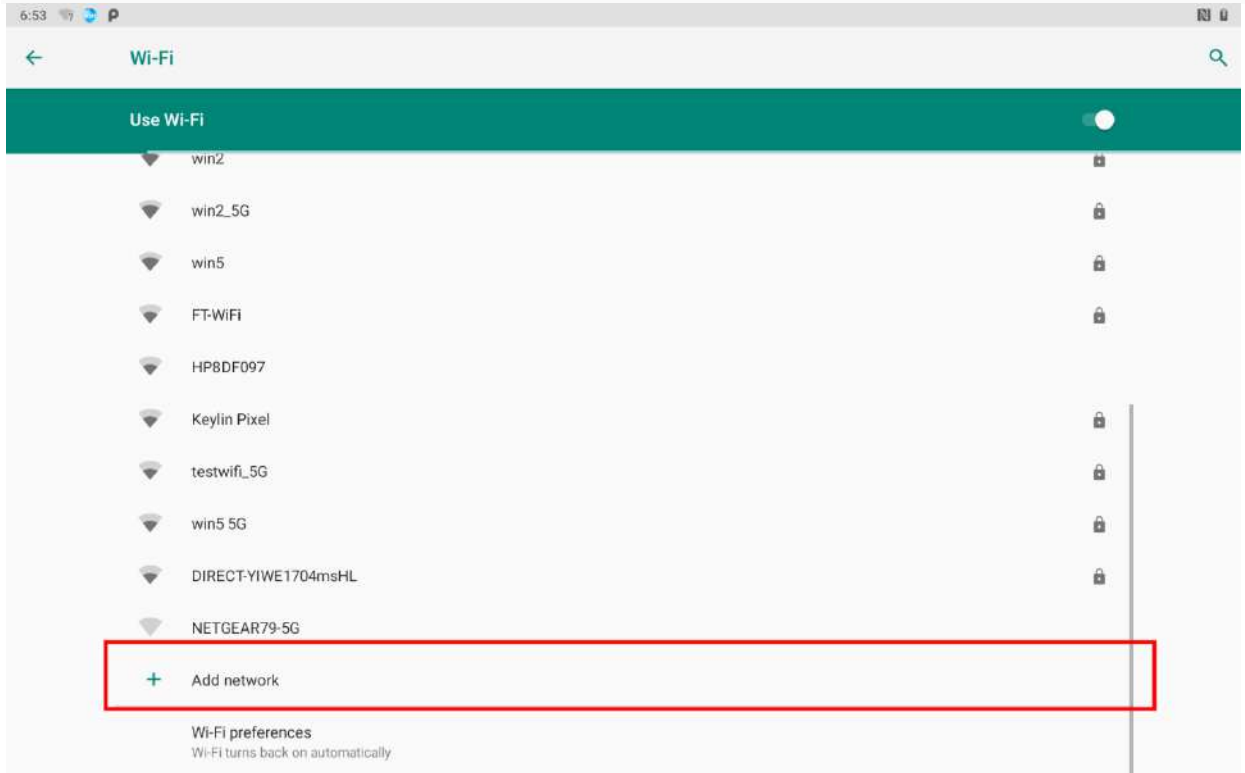 6:53
Wi-Fi
Use Wi-Fi
win2
win2_5G
win5
FT-WiFi
HP8DF097
Keylin Pixel
testwifi_5G
win5 5G
DIRECT-YIWE1704msHL
NETGEAR79-5G
Add network
Wi-Fi preferences
Wi-Fi turns back on automatically